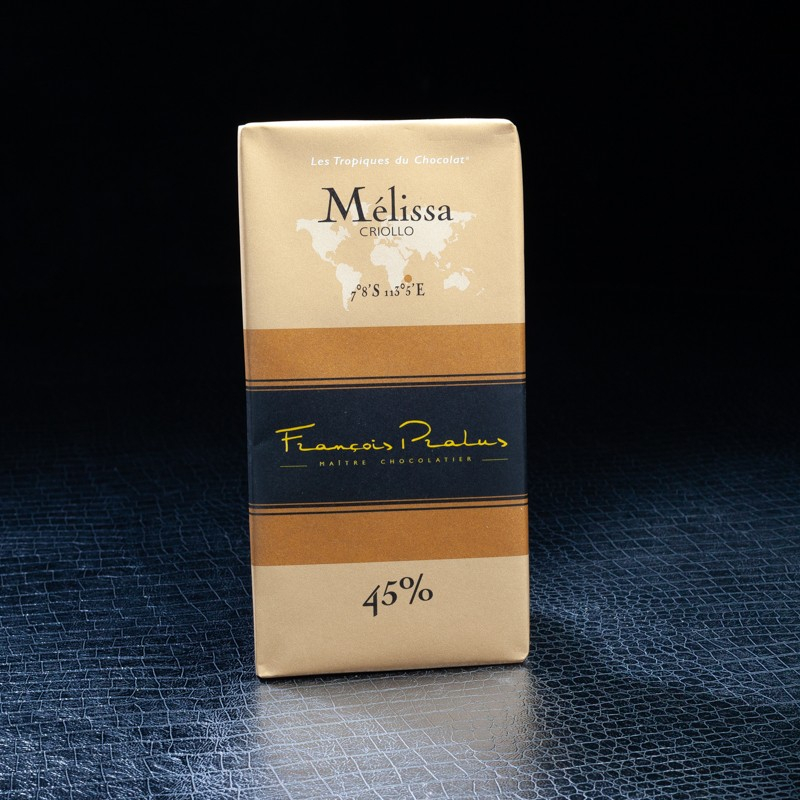 Les Tropiques du Chocolat®
Mélissa
CRIOLLO
7°8'S 113°5'E
François Pralus
MAÎTRE CHOCOLATIER
45%